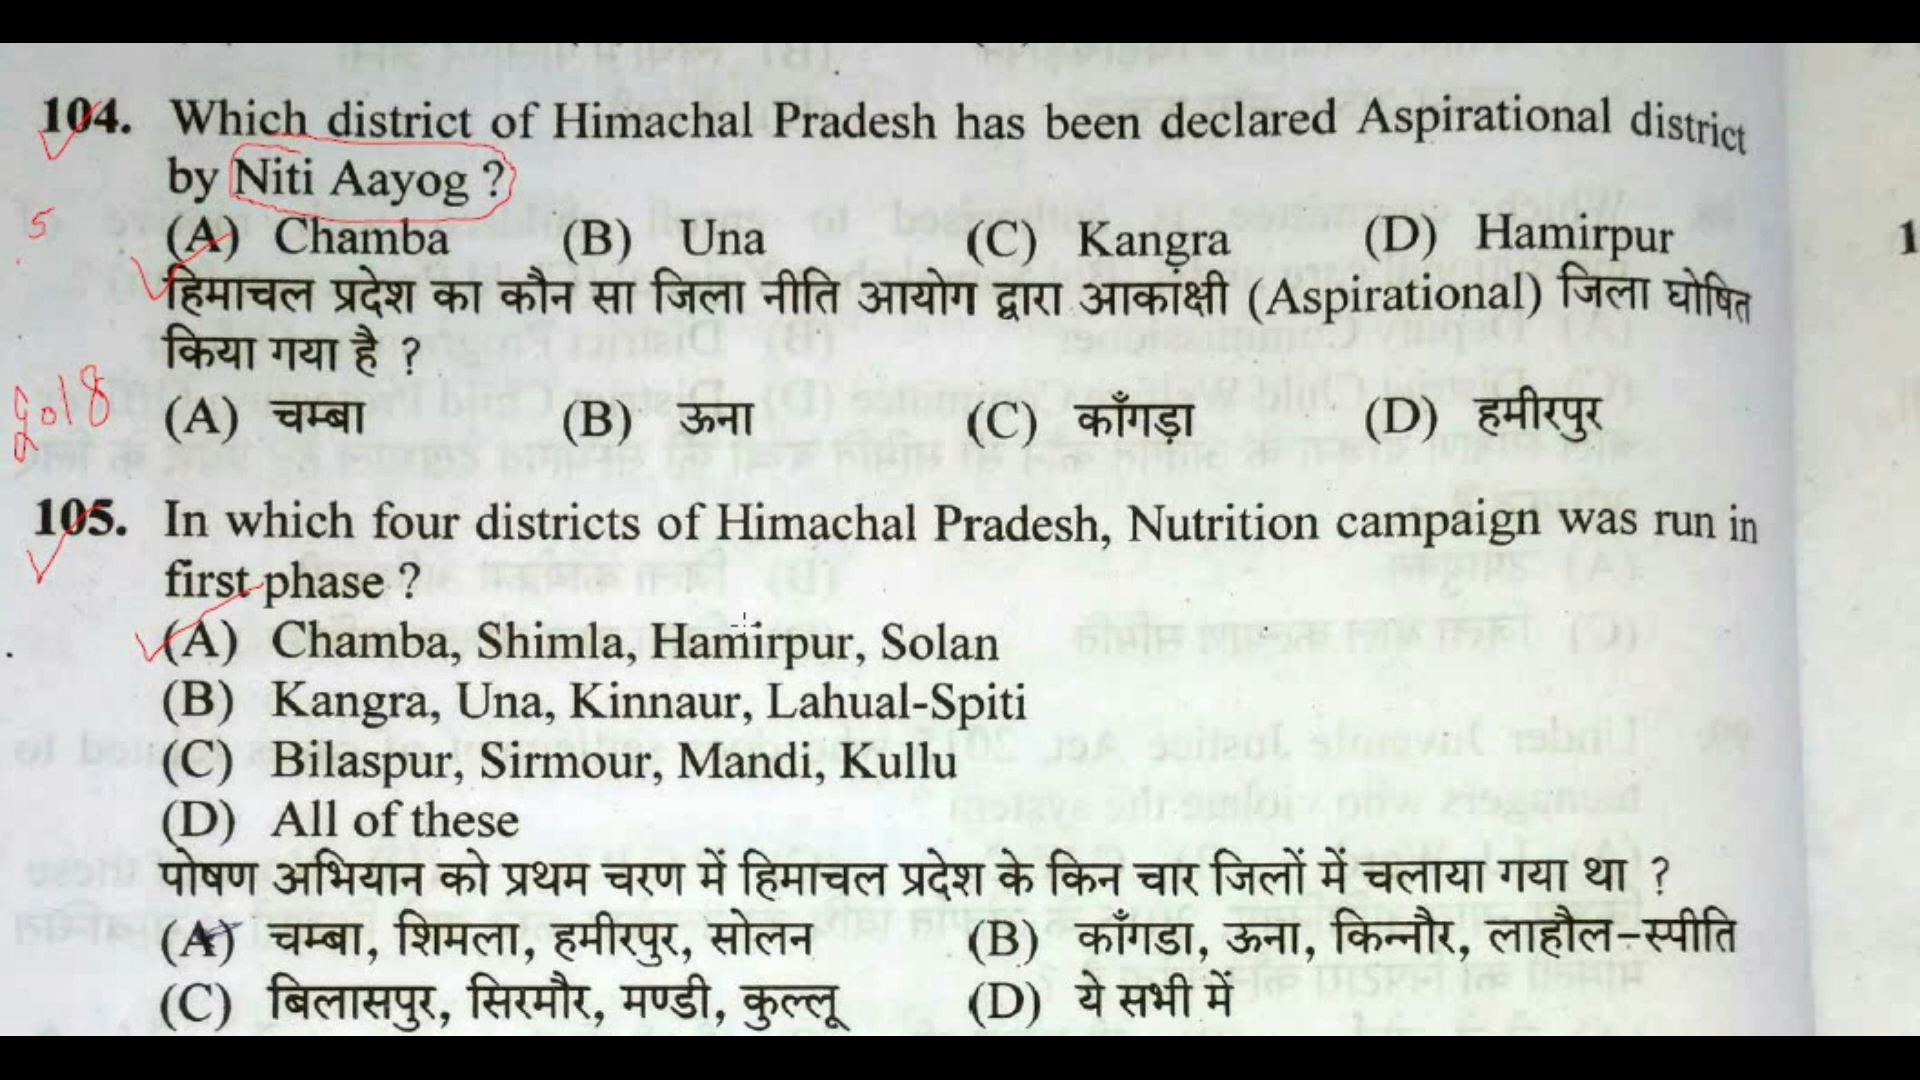 104. Which district of Himachal Pradesh has been declared Aspirational district
by Niti Aayog ?
5
(A) Chamba (B) Una (C) Kangra (D) Hamirpur
हिमाचल प्रदेश का कौन सा जिला नीति आयोग द्वारा आकांक्षी (Aspirational) जिला घोषित
किया गया है ?
2018
(A) चम्बा (B) ऊना (C) काँगड़ा (D) हमीरपुर
105. In which four districts of Himachal Pradesh, Nutrition campaign was run in
first phase ?
(A) Chamba, Shimla, Hamirpur, Solan
(B) Kangra, Una, Kinnaur, Lahual-Spiti
(C) Bilaspur, Sirmour, Mandi, Kullu
(D) All of these
पोषण अभियान को प्रथम चरण में हिमाचल प्रदेश के किन चार जिलों में चलाया गया था ?
(A) चम्बा, शिमला, हमीरपुर, सोलन (B) काँगडा, ऊना, किन्नौर, लाहौल-स्पीति
(C) बिलासपुर, सिरमौर, मण्डी, कुल्लू (D) ये सभी में